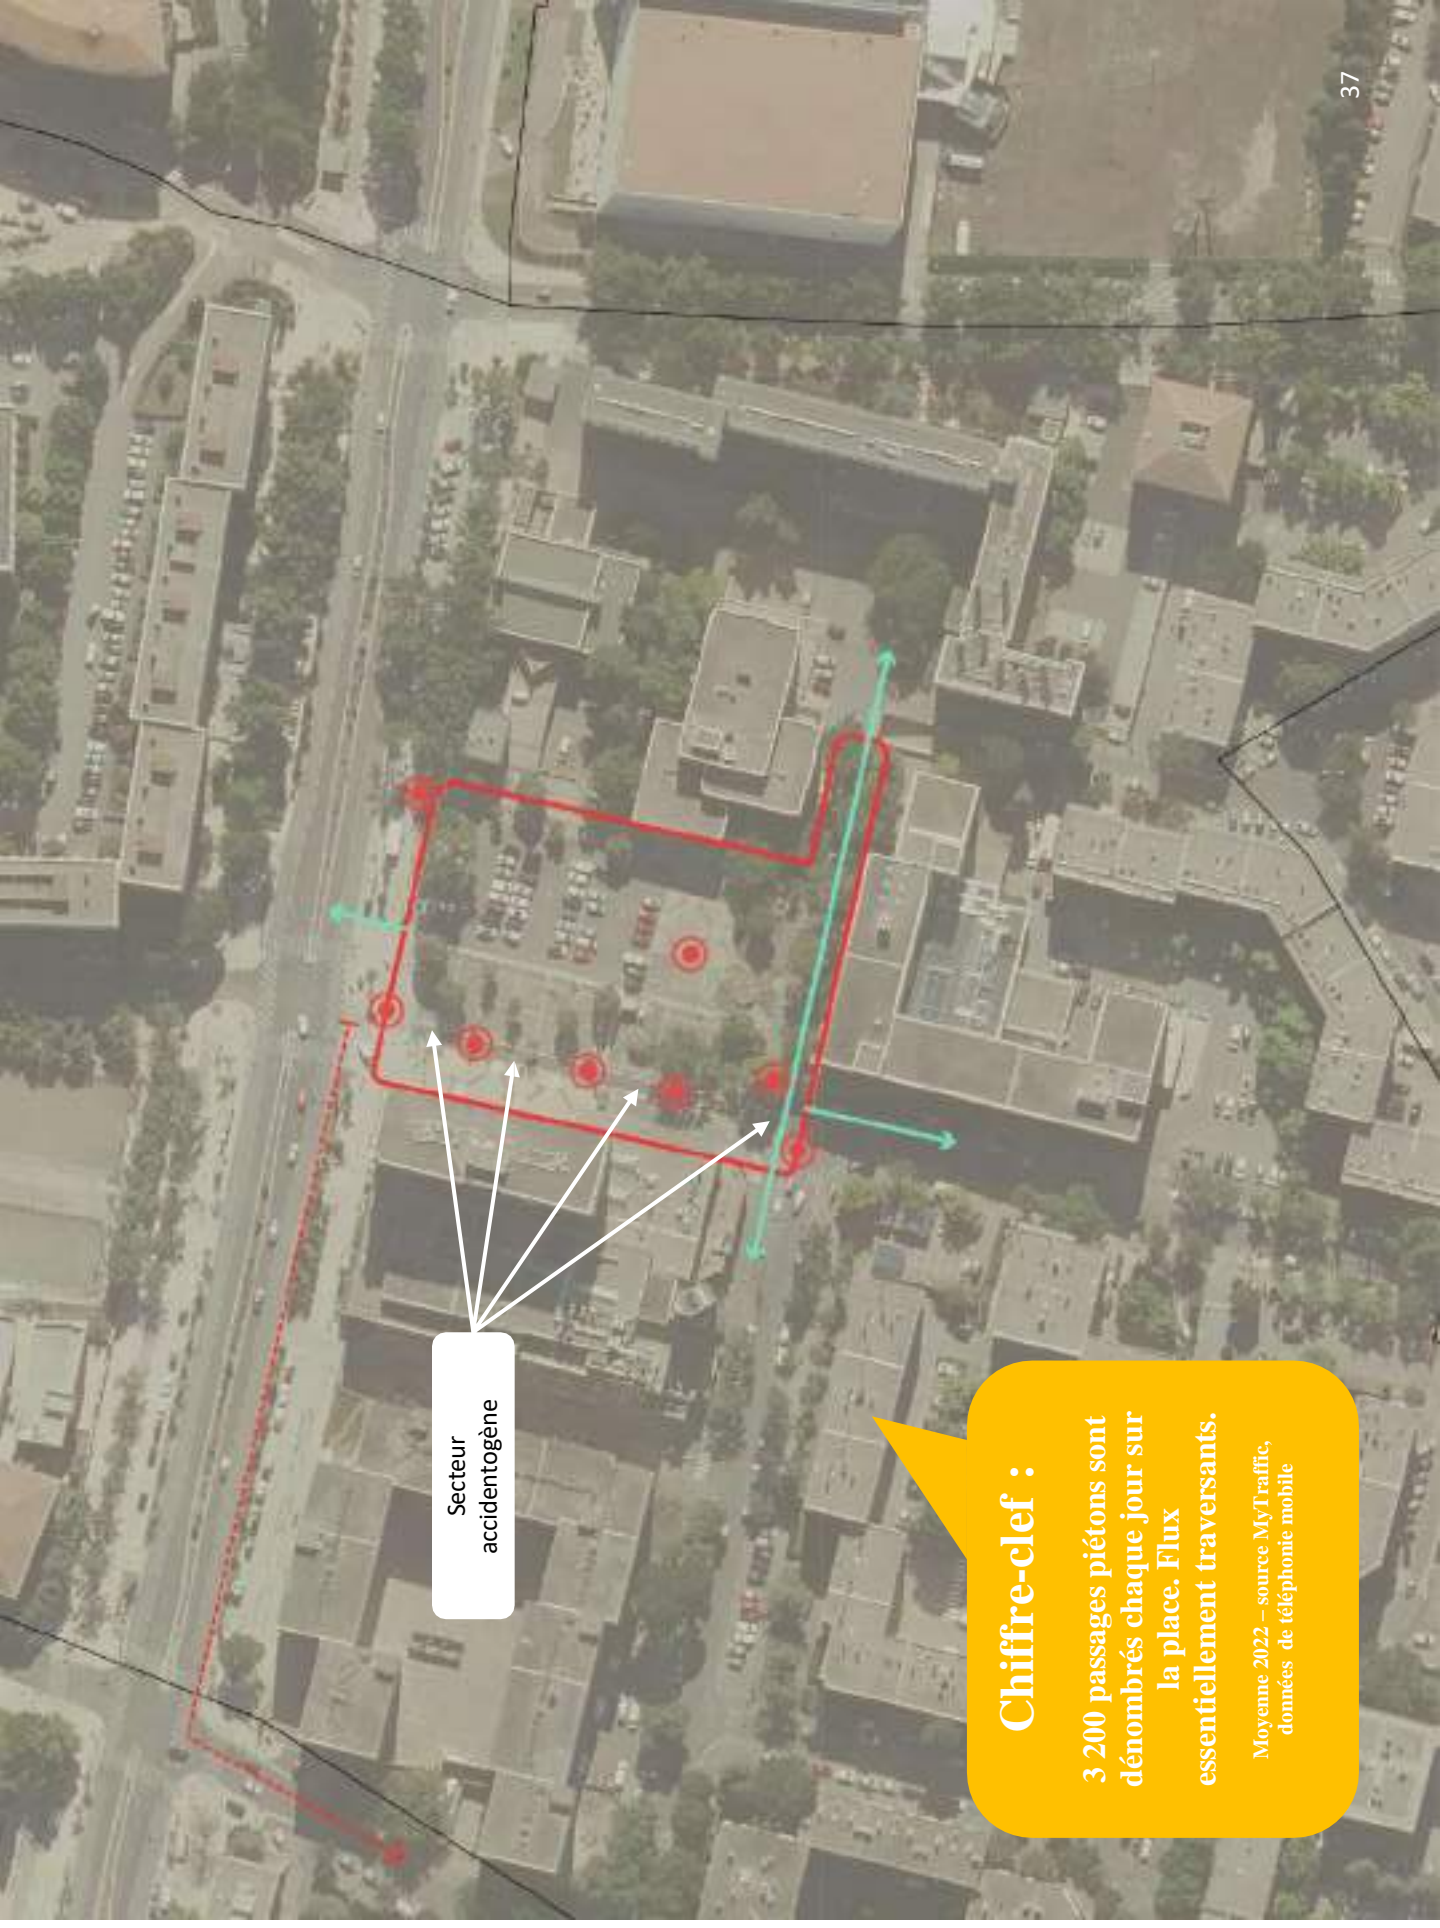 Secteur
accidentogène
Chiffre-clef :
3 200 passages piétons sont
dénombrés chaque jour sur
la place. Flux
essentiellement traversants.
Moyenne 2022 – source MyTraffic,
données de téléphonie mobile
37